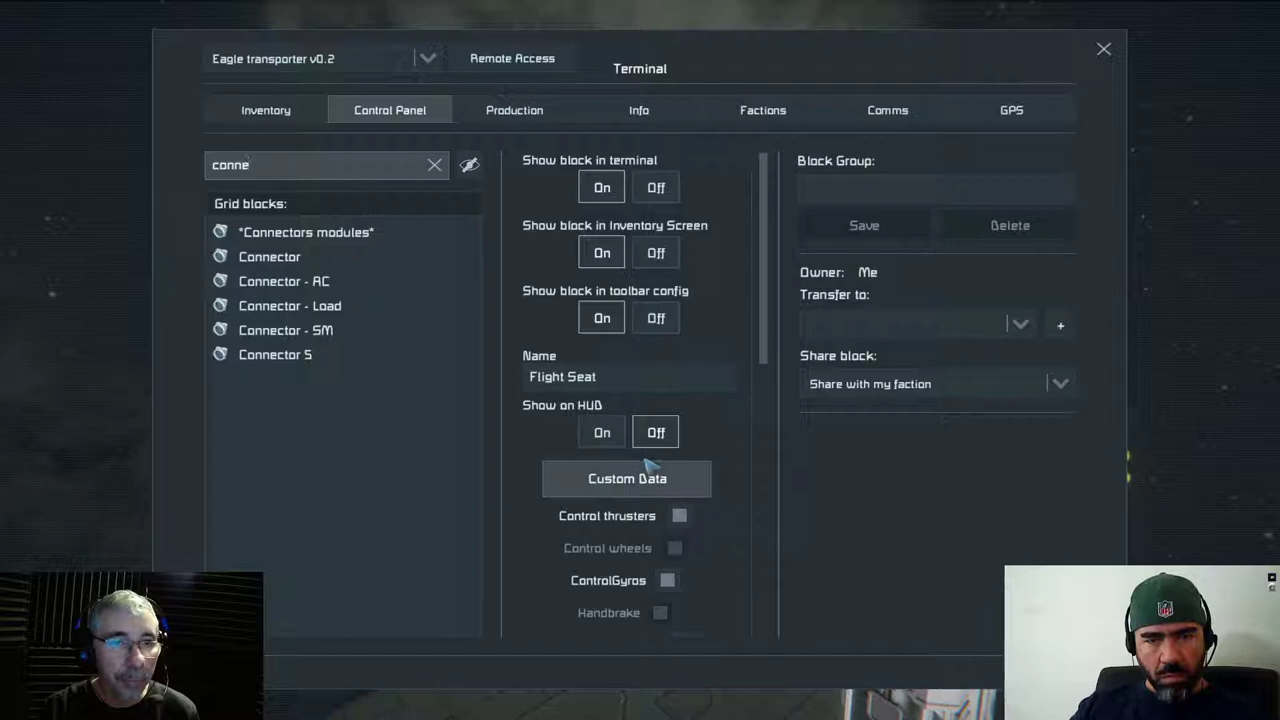 Eagle transporter v0.2
Remote Access
Terminal
Inventory
Control Panel
Production
Info
Factions
Comms
GPS
conne
Grid blocks:
*Connectors modules*
Connector
Connector - AC
Connector - Load
Connector - SM
Connector S
Show block in terminal
On Off
Show block in Inventory Screen
On Off
Show block in toolbar config
On Off
Name
Flight Seat
Show on HUD
On Off
Custom Data
Control thrusters
Control wheels
ControlGyros
Handbrake
Block Group:
Save Delete
Owner: Me
Transfer to:
+
Share block:
Share with my faction
NFL